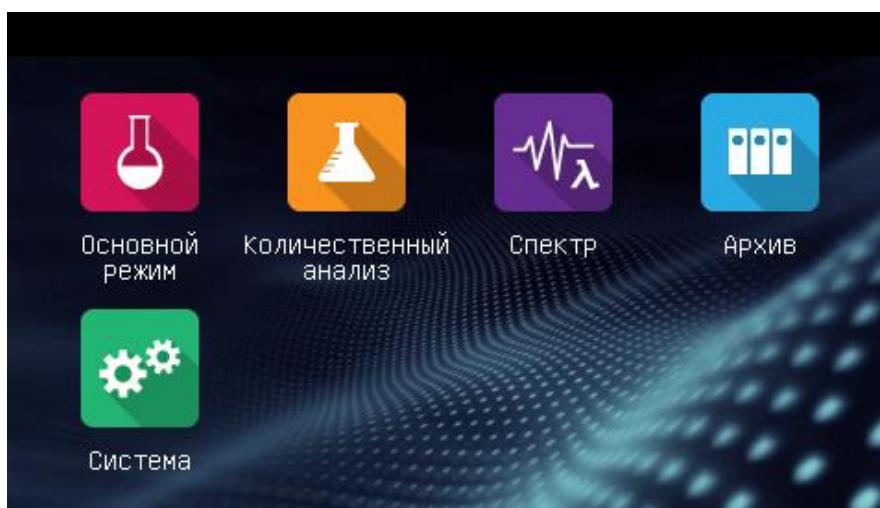 λ
Основной
режим
Количественный
анализ
Спектр
Архив
Система